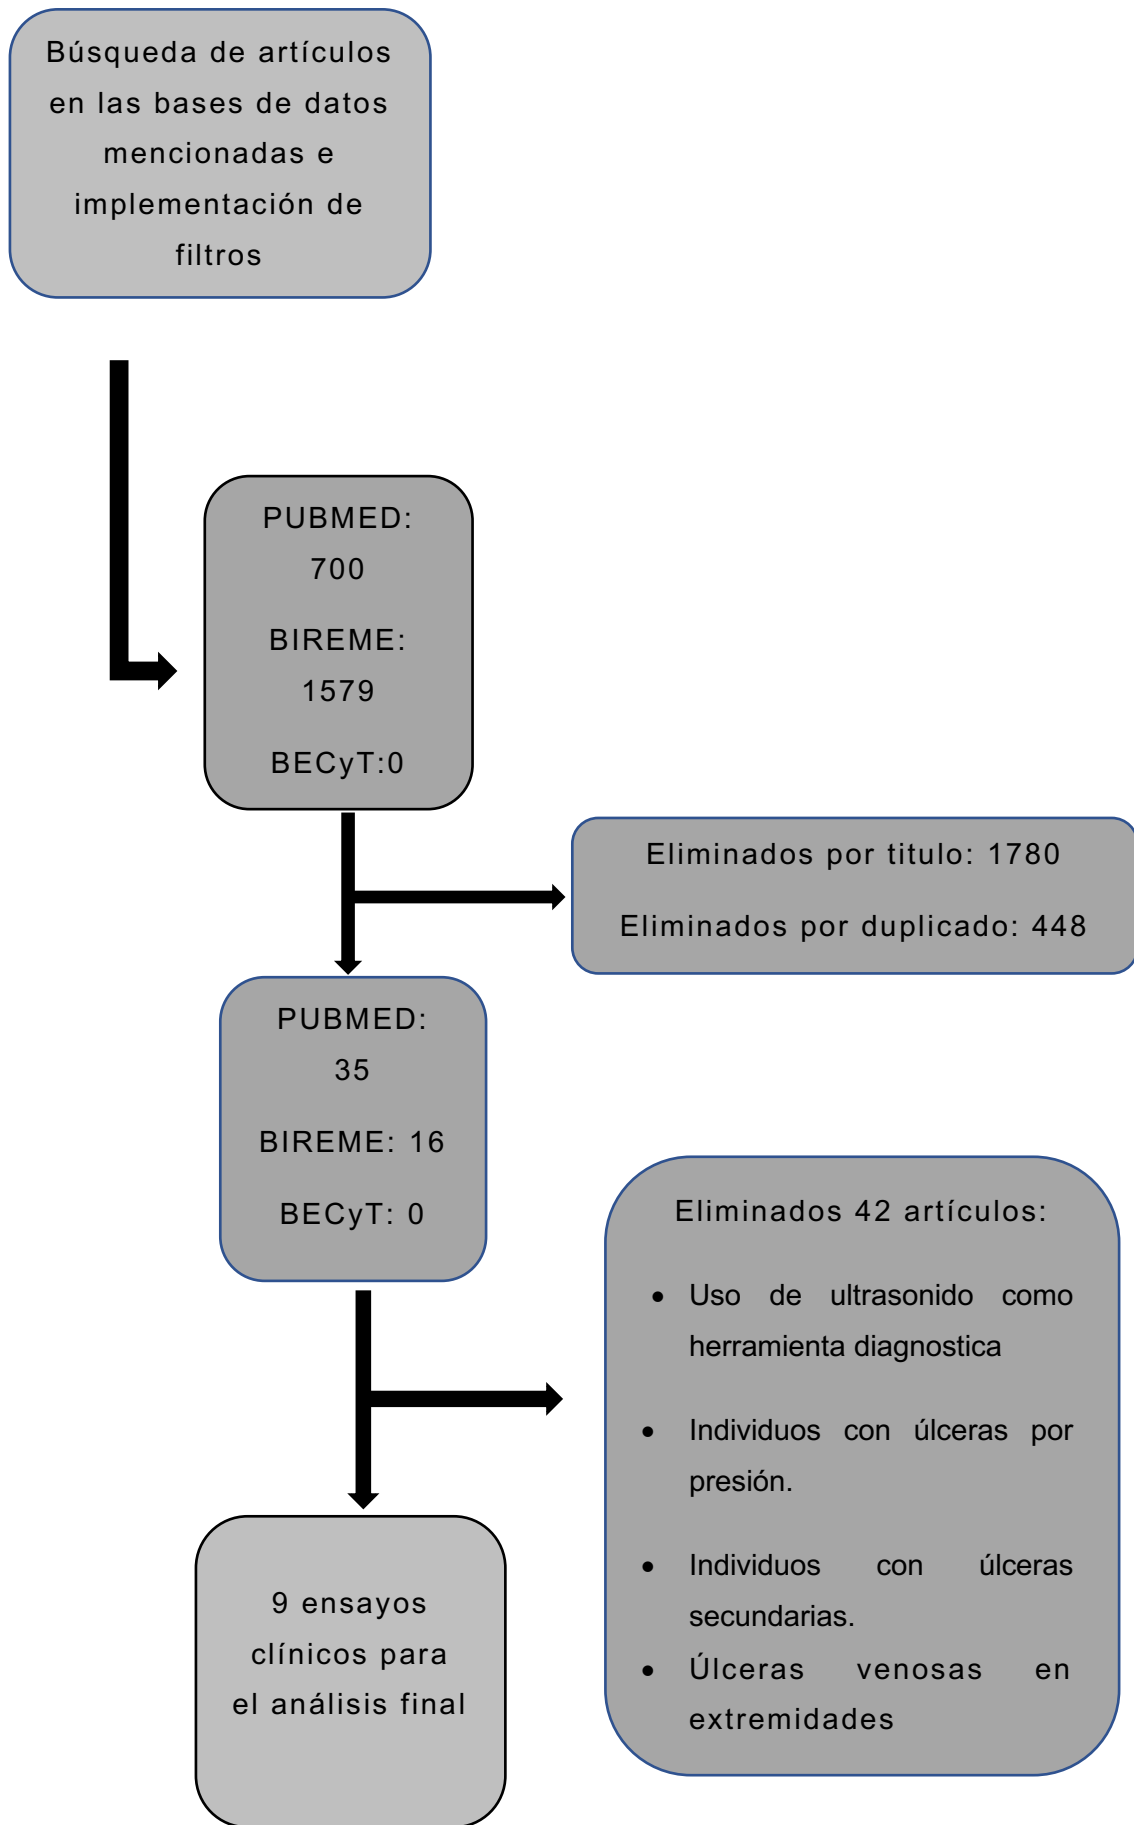 Búsqueda de artículos
en las bases de datos
mencionadas e
implementación de
filtros
PUBMED:
700
BIREME:
1579
BECyT:0
Eliminados por titulo: 1780
Eliminados por duplicado: 448
PUBMED:
35
BIREME: 16
BECyT: 0
Eliminados 42 artículos:
• Uso de ultrasonido como
herramienta diagnostica
• Individuos con úlceras por
presión.
• Individuos con úlceras
secundarias.
• Úlceras venosas en
extremidades
9 ensayos
clínicos para
el análisis final